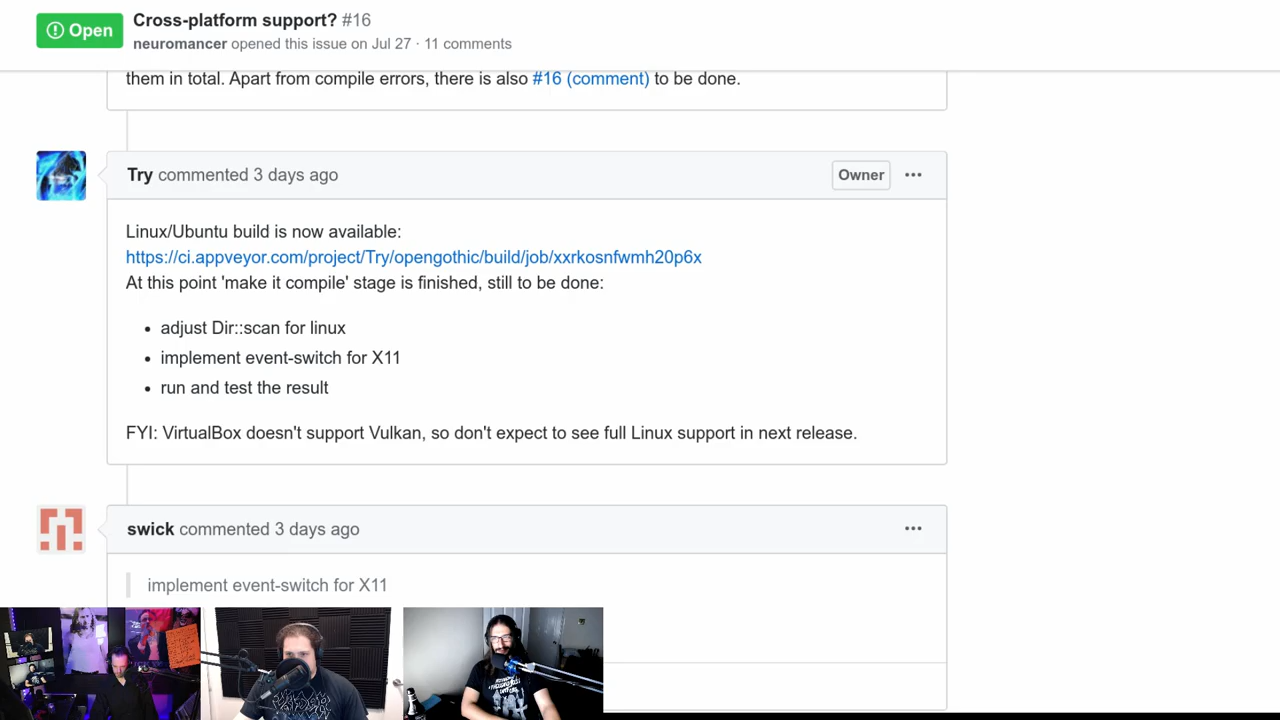 Open
Cross-platform support? #16
neuromancer opened this issue on Jul 27 · 11 comments
them in total. Apart from compile errors, there is also #16 (comment) to be done.
Try commented 3 days ago
Owner
Linux/Ubuntu build is now available:
https://ci.appveyor.com/project/Try/opengothic/build/job/xxrkosnfwmh20p6x
At this point 'make it compile' stage is finished, still to be done:
• adjust Dir::scan for linux
• implement event-switch for X11
• run and test the result
FYI: VirtualBox doesn't support Vulkan, so don't expect to see full Linux support in next release.
swick commented 3 days ago
implement event-switch for X11